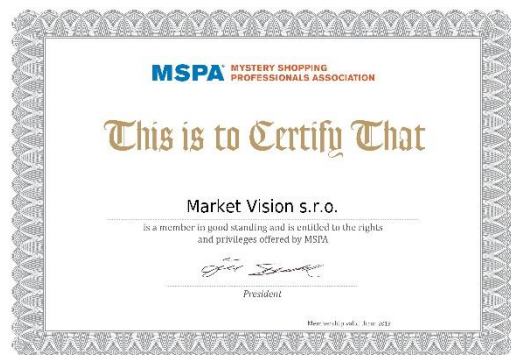 MSPA MYSTERY SHOPPING
PROFESSIONALS ASSOCIATION
This is to Certify That
Market Vision s.r.o.
is a member in good standing and is entitled to the rights
and privileges offered by MSPA
President
Membership